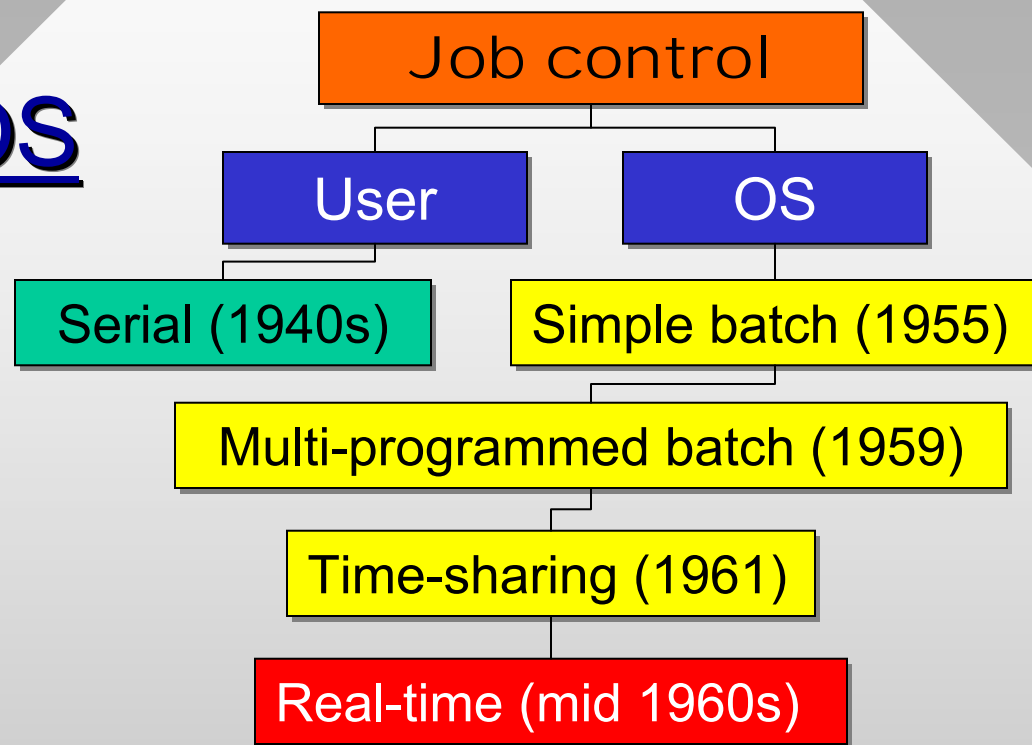 Job control
OS
User
OS
Serial (1940s)
Simple batch (1955)
Multi-programmed batch (1959)
Time-sharing (1961)
Real-time (mid 1960s)